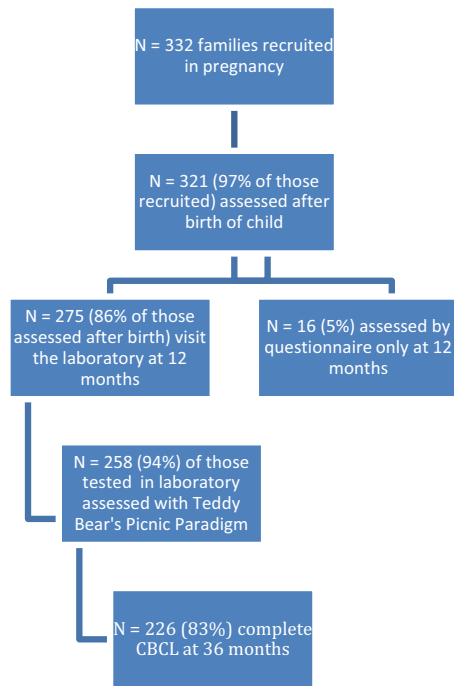 N = 332 families recruited
in pregnancy
N = 321 (97% of those
recruited) assessed after
birth of child
N = 275 (86% of those
assessed after birth) visit
the laboratory at 12
months
N = 16 (5%) assessed by
questionnaire only at 12
months
N = 258 (94%) of those
tested in laboratory
assessed with Teddy
Bear's Picnic Paradigm
N = 226 (83%) complete
CBCL at 36 months